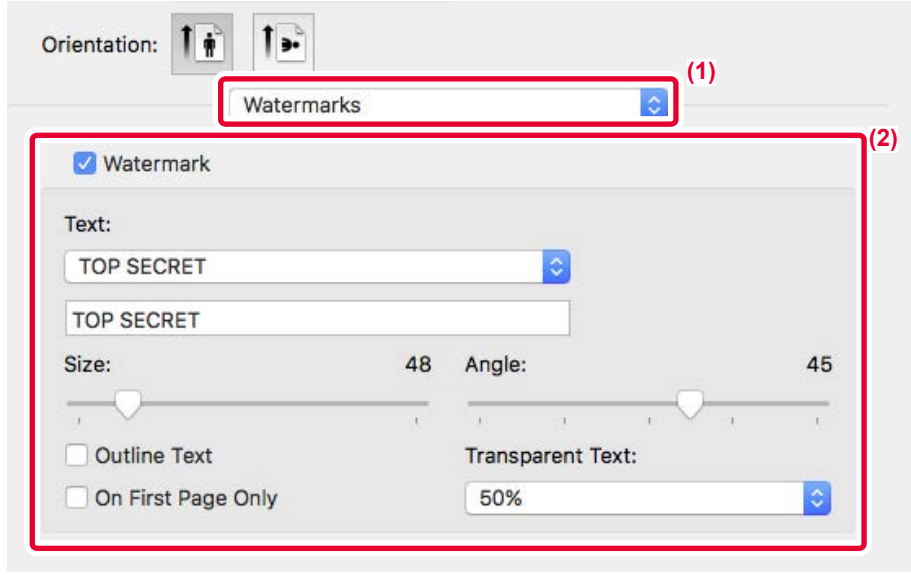 Orientation:
(1)
Watermarks
(2)
Watermark
Text:
TOP SECRET
TOP SECRET
Size: 48 Angle: 45
Outline Text Transparent Text:
On First Page Only 50%